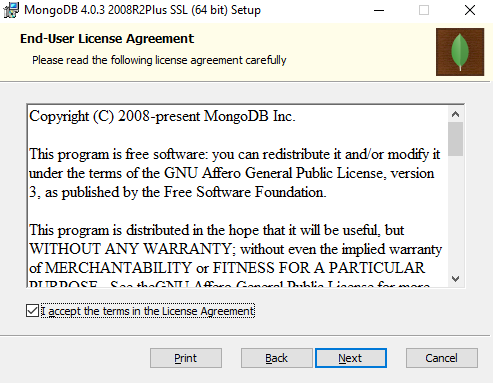 MongoDB 4.0.3 2008R2Plus SSL (64 bit) Setup
End-User License Agreement
Please read the following license agreement carefully
Copyright (C) 2008-present MongoDB Inc.
This program is free software: you can redistribute it and/or modify it
under the terms of the GNU Affero General Public License, version
3, as published by the Free Software Foundation.
This program is distributed in the hope that it will be useful, but
WITHOUT ANY WARRANTY; without even the implied warranty
of MERCHANTABILITY or FITNESS FOR A PARTICULAR
PURPOSE. See theGNU Affero General Public License for more
I accept the terms in the License Agreement
Print Back Next Cancel